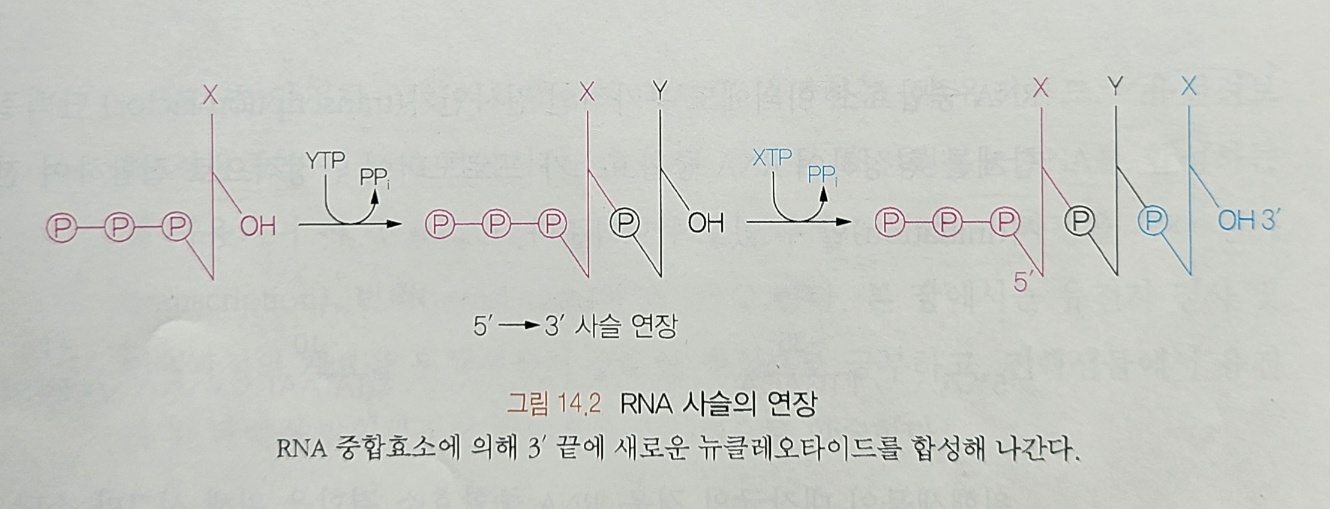 X X Y X Y X
YTP PPi XTP PPi
P P P OH P P P P OH P P P P P OH 3′
5′
5′ → 3′ 사슬 연장
그림 14.2 RNA 사슬의 연장
RNA 중합효소에 의해 3′ 끝에 새로운 뉴클레오타이드를 합성해 나간다.